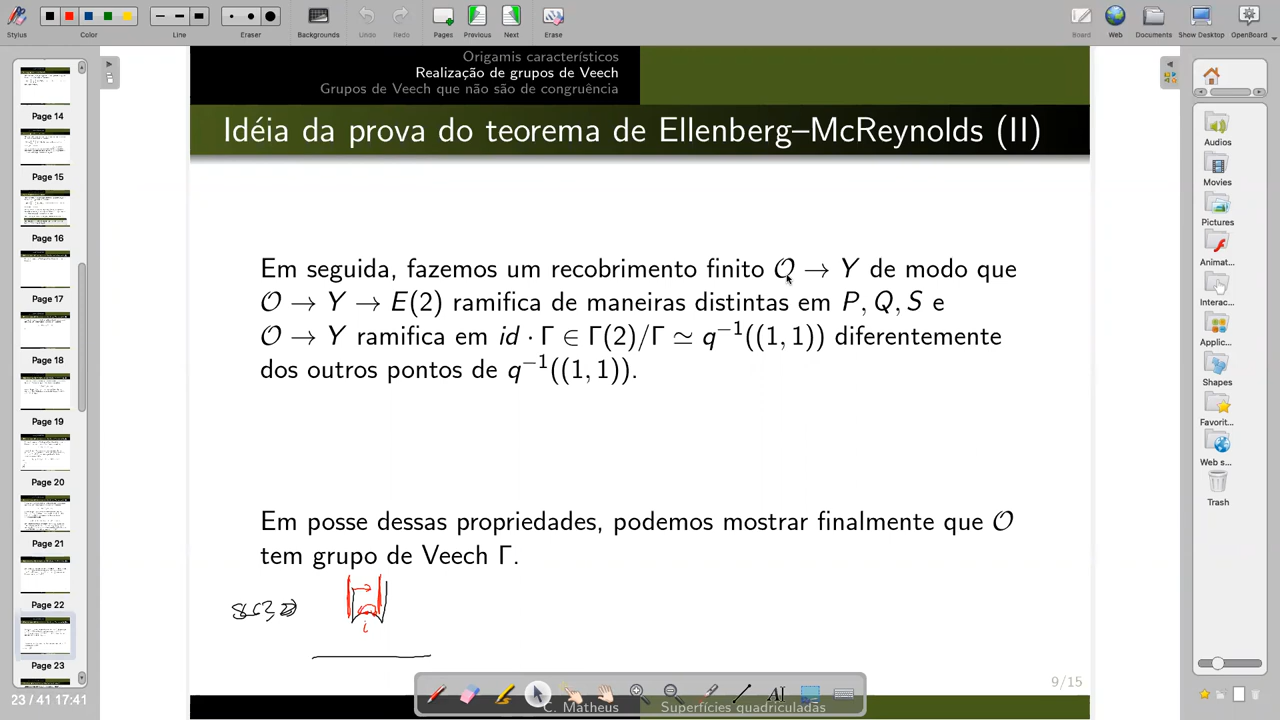 Stylus
Color
Line
Eraser
Backgrounds
Undo
Redo
Pages
Previous
Next
Erase
Board
Web
Documents
Show Desktop
OpenBoard
Page 14
Page 15
Page 16
Page 17
Page 18
Page 19
Page 20
Page 21
Page 22
Page 23
23 / 41 17:41
Origamis característicos
Realização de grupos de Veech
Grupos de Veech que não são de congruência
Idéia da prova do teorema de Ellenberg–McReynolds (II)
Em seguida, fazemos um recobrimento finito 𝒪 → Y de modo que
𝒪 → Y → E(2) ramifica de maneiras distintas em P, Q, S e
𝒪 → Y ramifica em id · Γ ∈ Γ(2)/Γ ≃ q⁻¹((1, 1)) diferentemente
dos outros pontos de q⁻¹((1, 1)).
Em posse dessas propriedades, podemos mostrar finalmente que 𝒪
tem grupo de Veech Γ.
i
9/15
C. Matheus
Superfícies quadriculadas
Audios
Movies
Pictures
Animat...
Interac...
Applica...
Shapes
Favorit...
Web s...
Trash